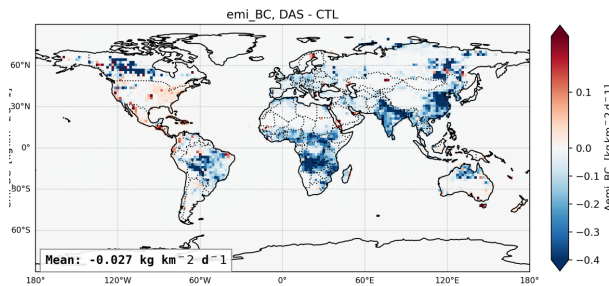 emi_BC, DAS - CTL
60°N
30°N
0°
30°S
60°S
180°
120°W
60°W
0°
60°E
120°E
180°
Mean: -0.027 kg km⁻2 d⁻1
0.1
0.0
−0.1
−0.2
−0.3
−0.4